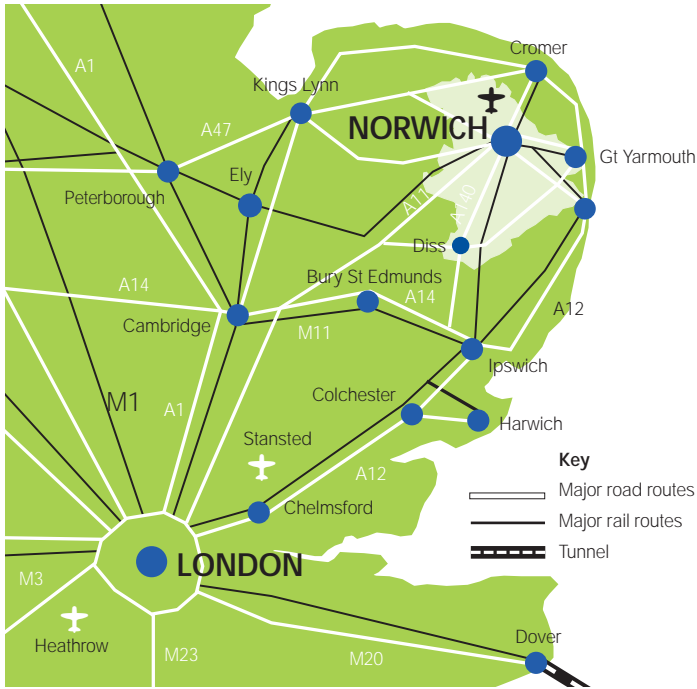 Cromer
A1
Kings Lynn
NORWICH
A47
Gt Yarmouth
Ely
Peterborough
A11
A140
Diss
Bury St Edmunds
A14
A14
A12
Cambridge
M11
Ipswich
M1
A1
Colchester
Harwich
Stansted
Key
A12
Major road routes
Chelmsford
Major rail routes
Tunnel
LONDON
M3
Heathrow
M23
M20
Dover